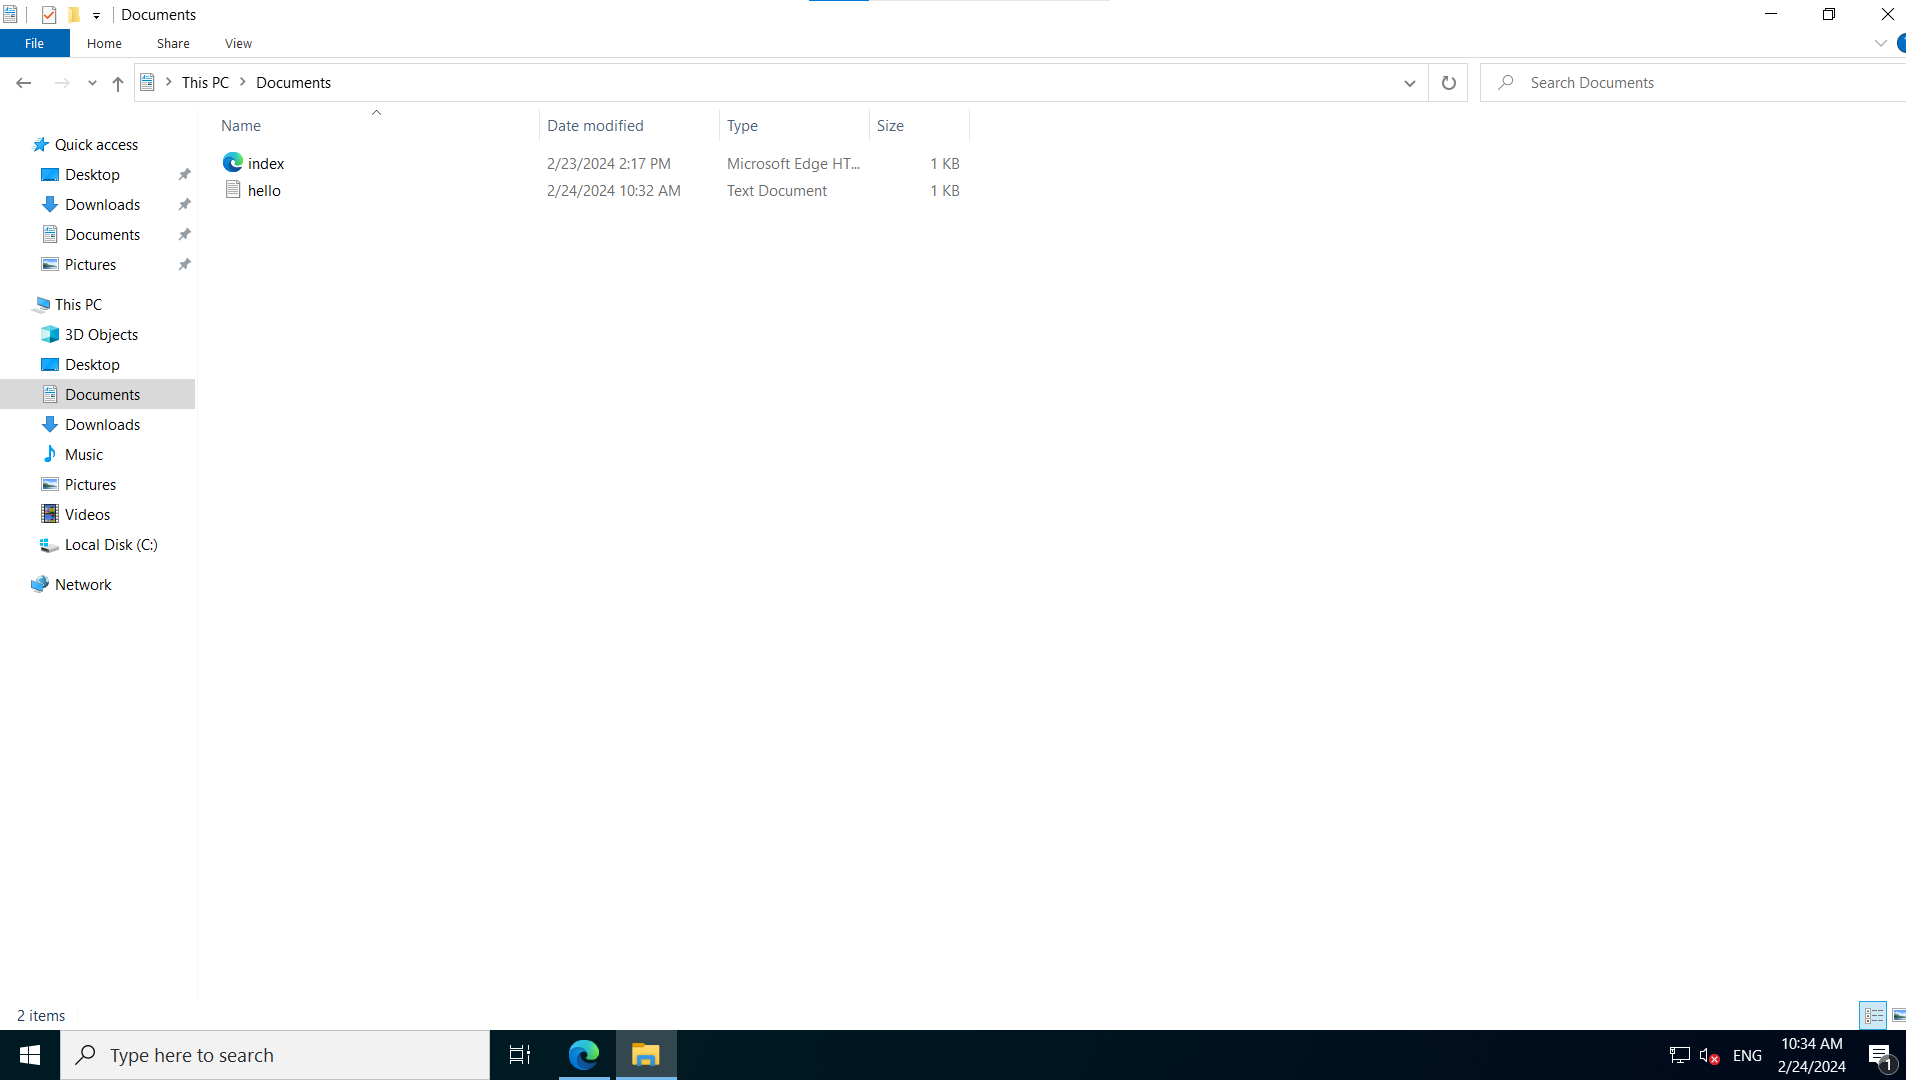 Documents
File Home Share View
This PC Documents Search Documents
Name Date modified Type Size
index 2/23/2024 2:17 PM Microsoft Edge HT... 1 KB
hello 2/24/2024 10:32 AM Text Document 1 KB
Quick access
Desktop
Downloads
Documents
Pictures
This PC
3D Objects
Desktop
Documents
Downloads
Music
Pictures
Videos
Local Disk (C:)
Network
2 items
Type here to search
ENG
10:34 AM
2/24/2024
1